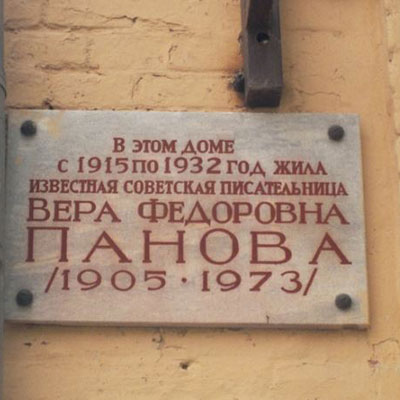 В ЭТОМ ДОМЕ
С 1915 ПО 1932 ГОД ЖИЛА
ИЗВЕСТНАЯ СОВЕТСКАЯ ПИСАТЕЛЬНИЦА
ВЕРА ФЕДОРОВНА
ПАНОВА
/1905 · 1973/